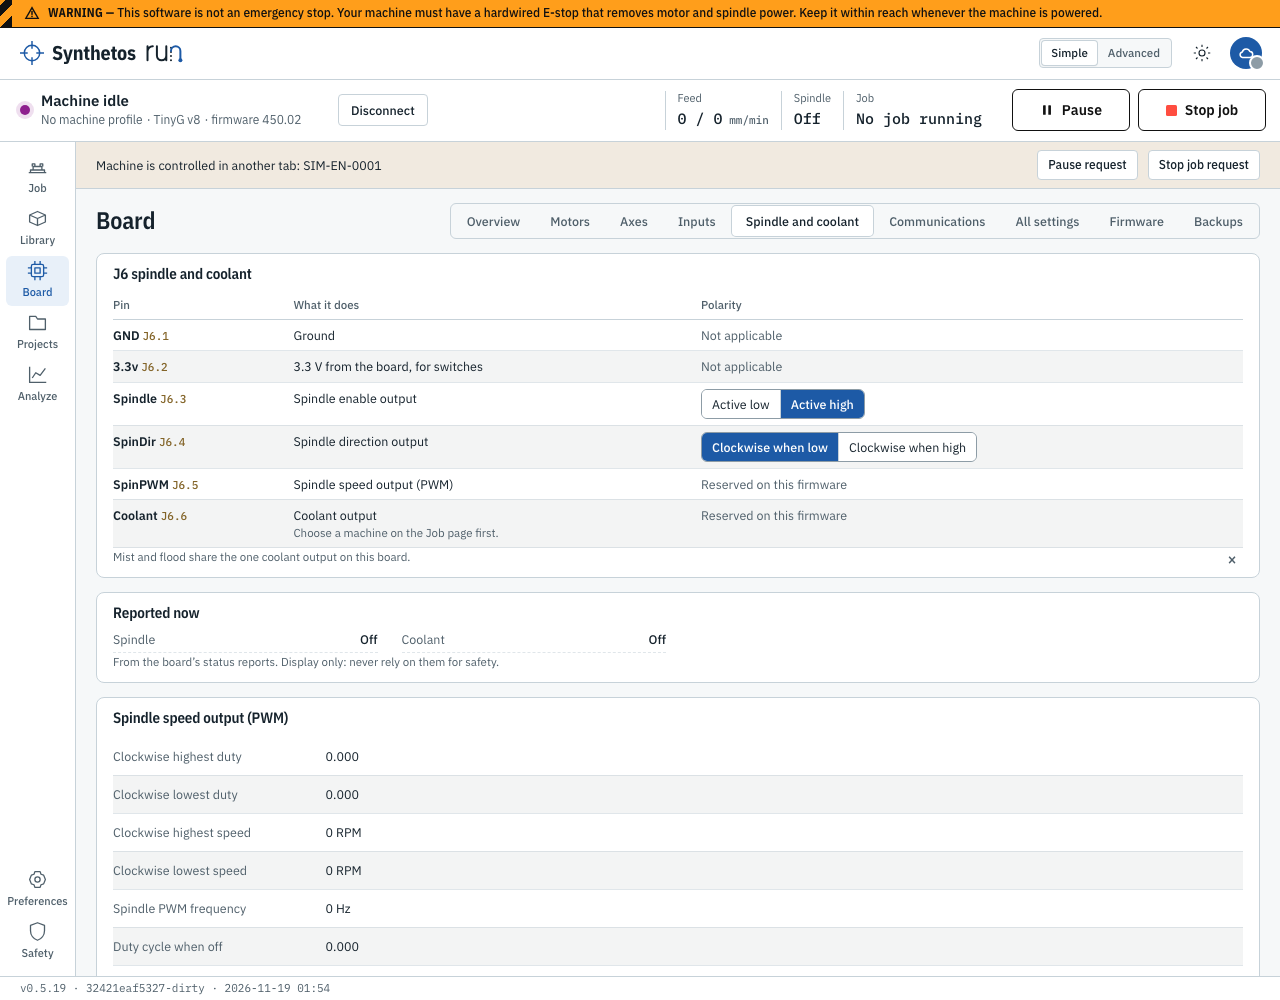 WARNING — This software is not an emergency stop. Your machine must have a hardwired E-stop that removes motor and spindle power. Keep it within reach whenever the machine is powered.
Synthetos run
Simple Advanced
Machine idle
No machine profile · TinyG v8 · firmware 450.02
Disconnect
Feed
0 / 0 mm/min
Spindle
Off
Job
No job running
Pause
Stop job
Machine is controlled in another tab: SIM-EN-0001
Pause request
Stop job request
Job
Library
Board
Projects
Analyze
Preferences
Safety
Board
Overview Motors Axes Inputs Spindle and coolant Communications All settings Firmware Backups
J6 spindle and coolant
Pin What it does Polarity
GND J6.1 Ground Not applicable
3.3v J6.2 3.3 V from the board, for switches Not applicable
Spindle J6.3 Spindle enable output Active low Active high
SpinDir J6.4 Spindle direction output Clockwise when low Clockwise when high
SpinPWM J6.5 Spindle speed output (PWM) Reserved on this firmware
Coolant J6.6 Coolant output Reserved on this firmware
Choose a machine on the Job page first.
Mist and flood share the one coolant output on this board.
Reported now
Spindle Off Coolant Off
From the board's status reports. Display only: never rely on them for safety.
Spindle speed output (PWM)
Clockwise highest duty 0.000
Clockwise lowest duty 0.000
Clockwise highest speed 0 RPM
Clockwise lowest speed 0 RPM
Spindle PWM frequency 0 Hz
Duty cycle when off 0.000
v0.5.19 · 32421eaf5327-dirty · 2026-11-19 01:54